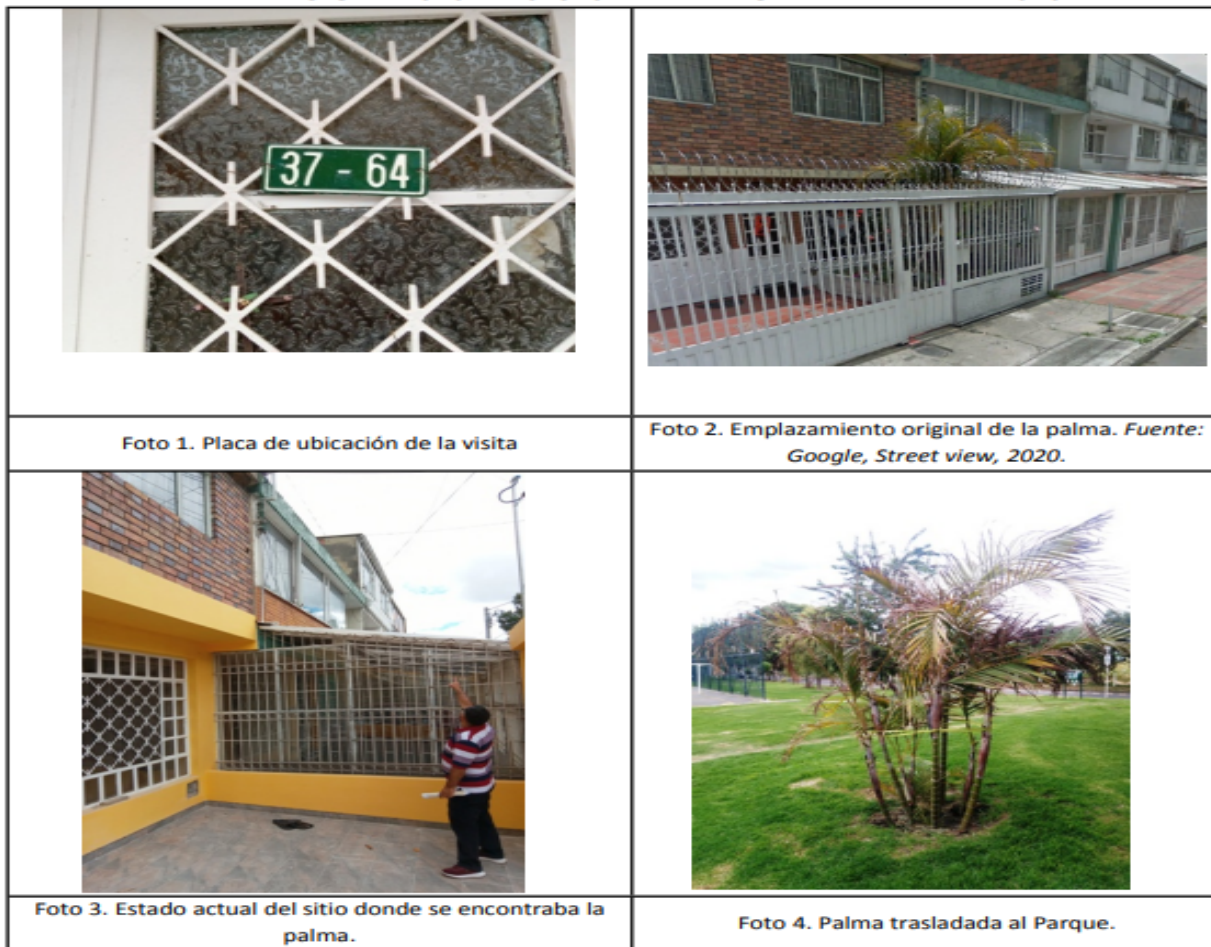 37 - 64
Foto 1. Placa de ubicación de la visita
Foto 2. Emplazamiento original de la palma. Fuente:
Google, Street view, 2020.
Foto 3. Estado actual del sitio donde se encontraba la
palma.
Foto 4. Palma trasladada al Parque.